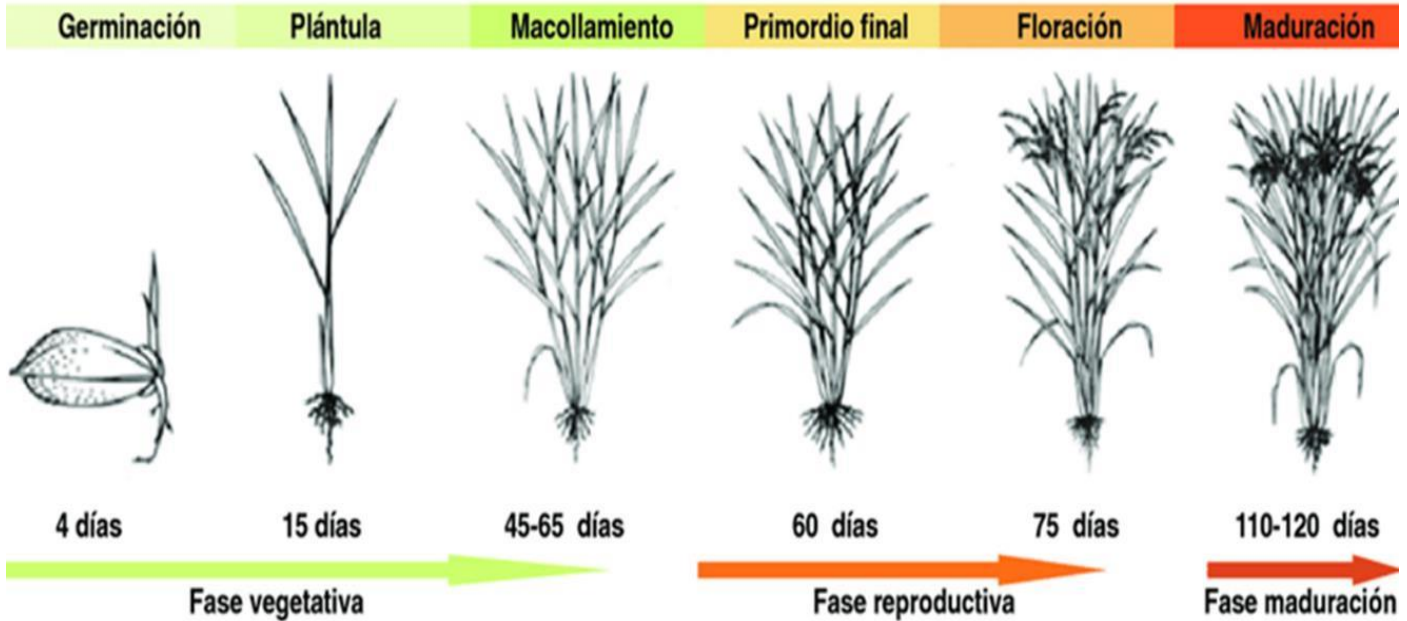 Germinación Plántula Macollamiento Primordio final Floración Maduración
4 días 15 días 45-65 días 60 días 75 días 110-120 días
Fase vegetativa Fase reproductiva Fase maduración